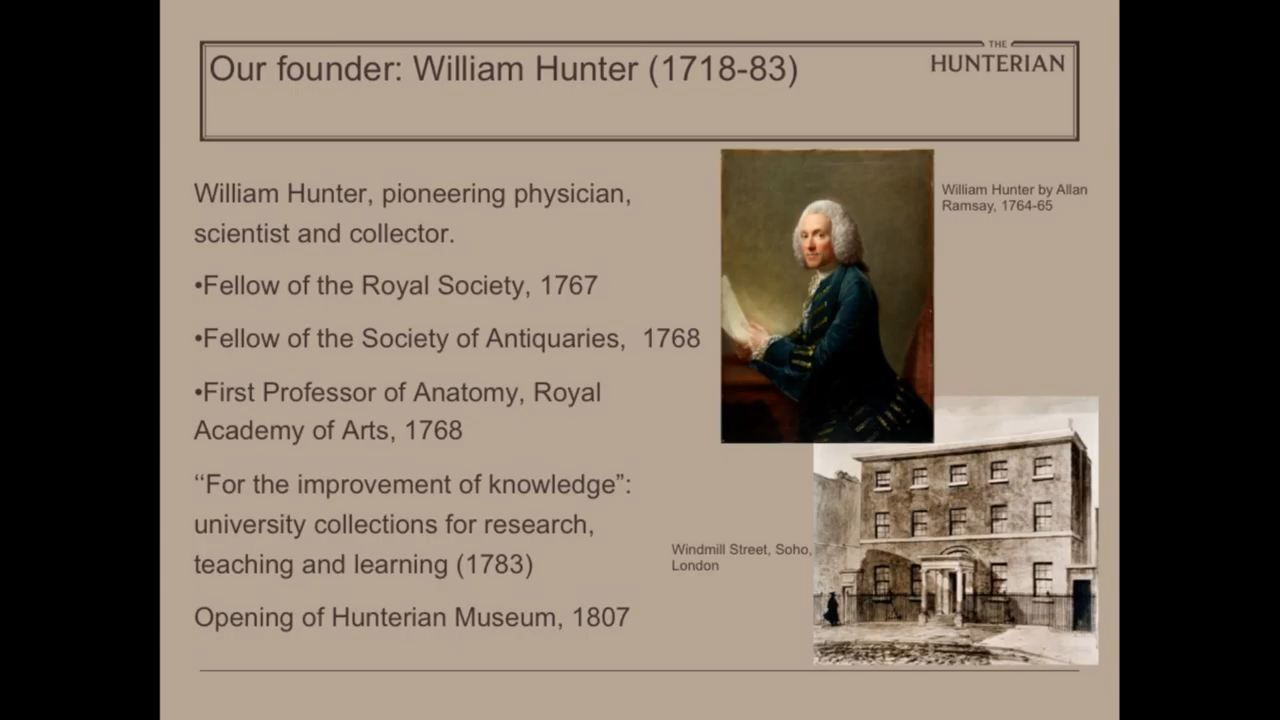 Our founder: William Hunter (1718-83)
THE
HUNTERIAN
William Hunter, pioneering physician,
scientist and collector.
•Fellow of the Royal Society, 1767
•Fellow of the Society of Antiquaries,  1768
•First Professor of Anatomy, Royal
Academy of Arts, 1768
“For the improvement of knowledge”:
university collections for research,
teaching and learning (1783)
Opening of Hunterian Museum, 1807
William Hunter by Allan
Ramsay, 1764-65
Windmill Street, Soho,
London